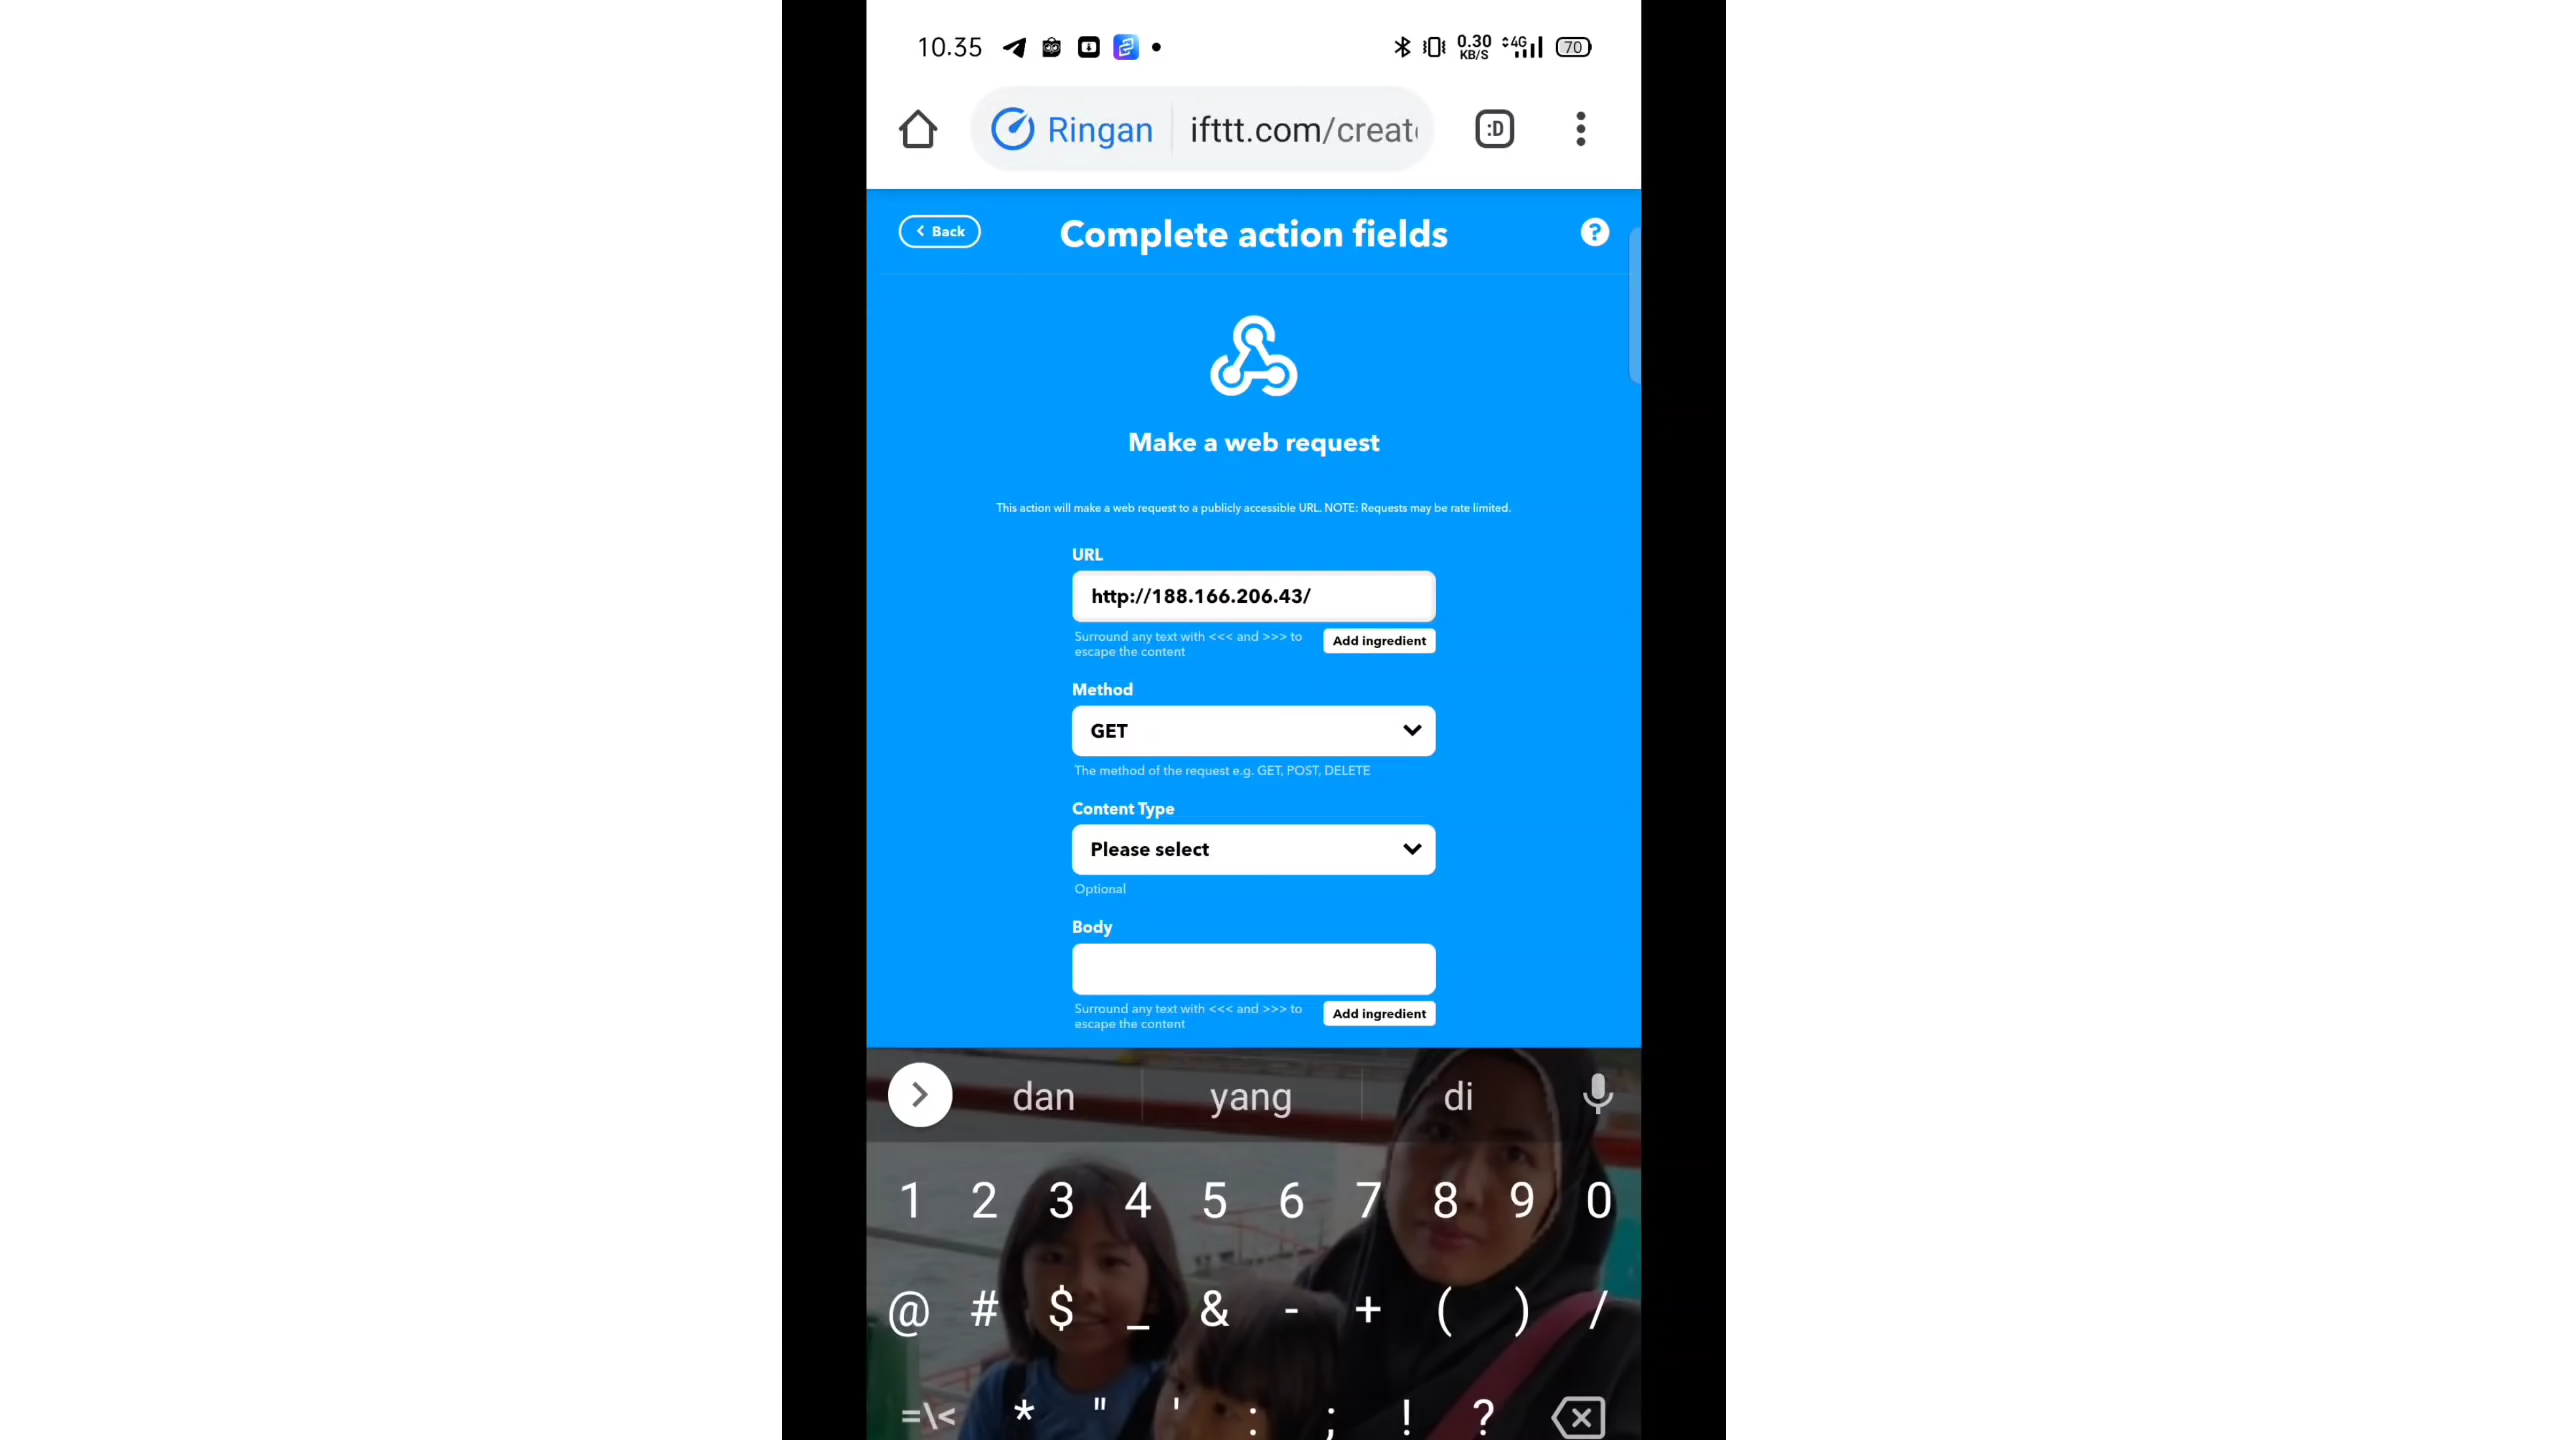 10.35 0.30 KB/S 4G 70
Ringan ifttt.com/create
:D
< Back Complete action fields ?
Make a web request
This action will make a web request to a publicly accessible URL. NOTE: Requests may be rate limited.
URL
http://188.166.206.43/
Surround any text with <<< and >>> to
escape the content
Add ingredient
Method
GET
The method of the request e.g. GET, POST, DELETE
Content Type
Please select
Optional
Body
Surround any text with <<< and >>> to
escape the content
Add ingredient
dan yang di
1 2 3 4 5 6 7 8 9 0
@ # $ _ & - + ( ) /
=\< * " ' : ; ! ?